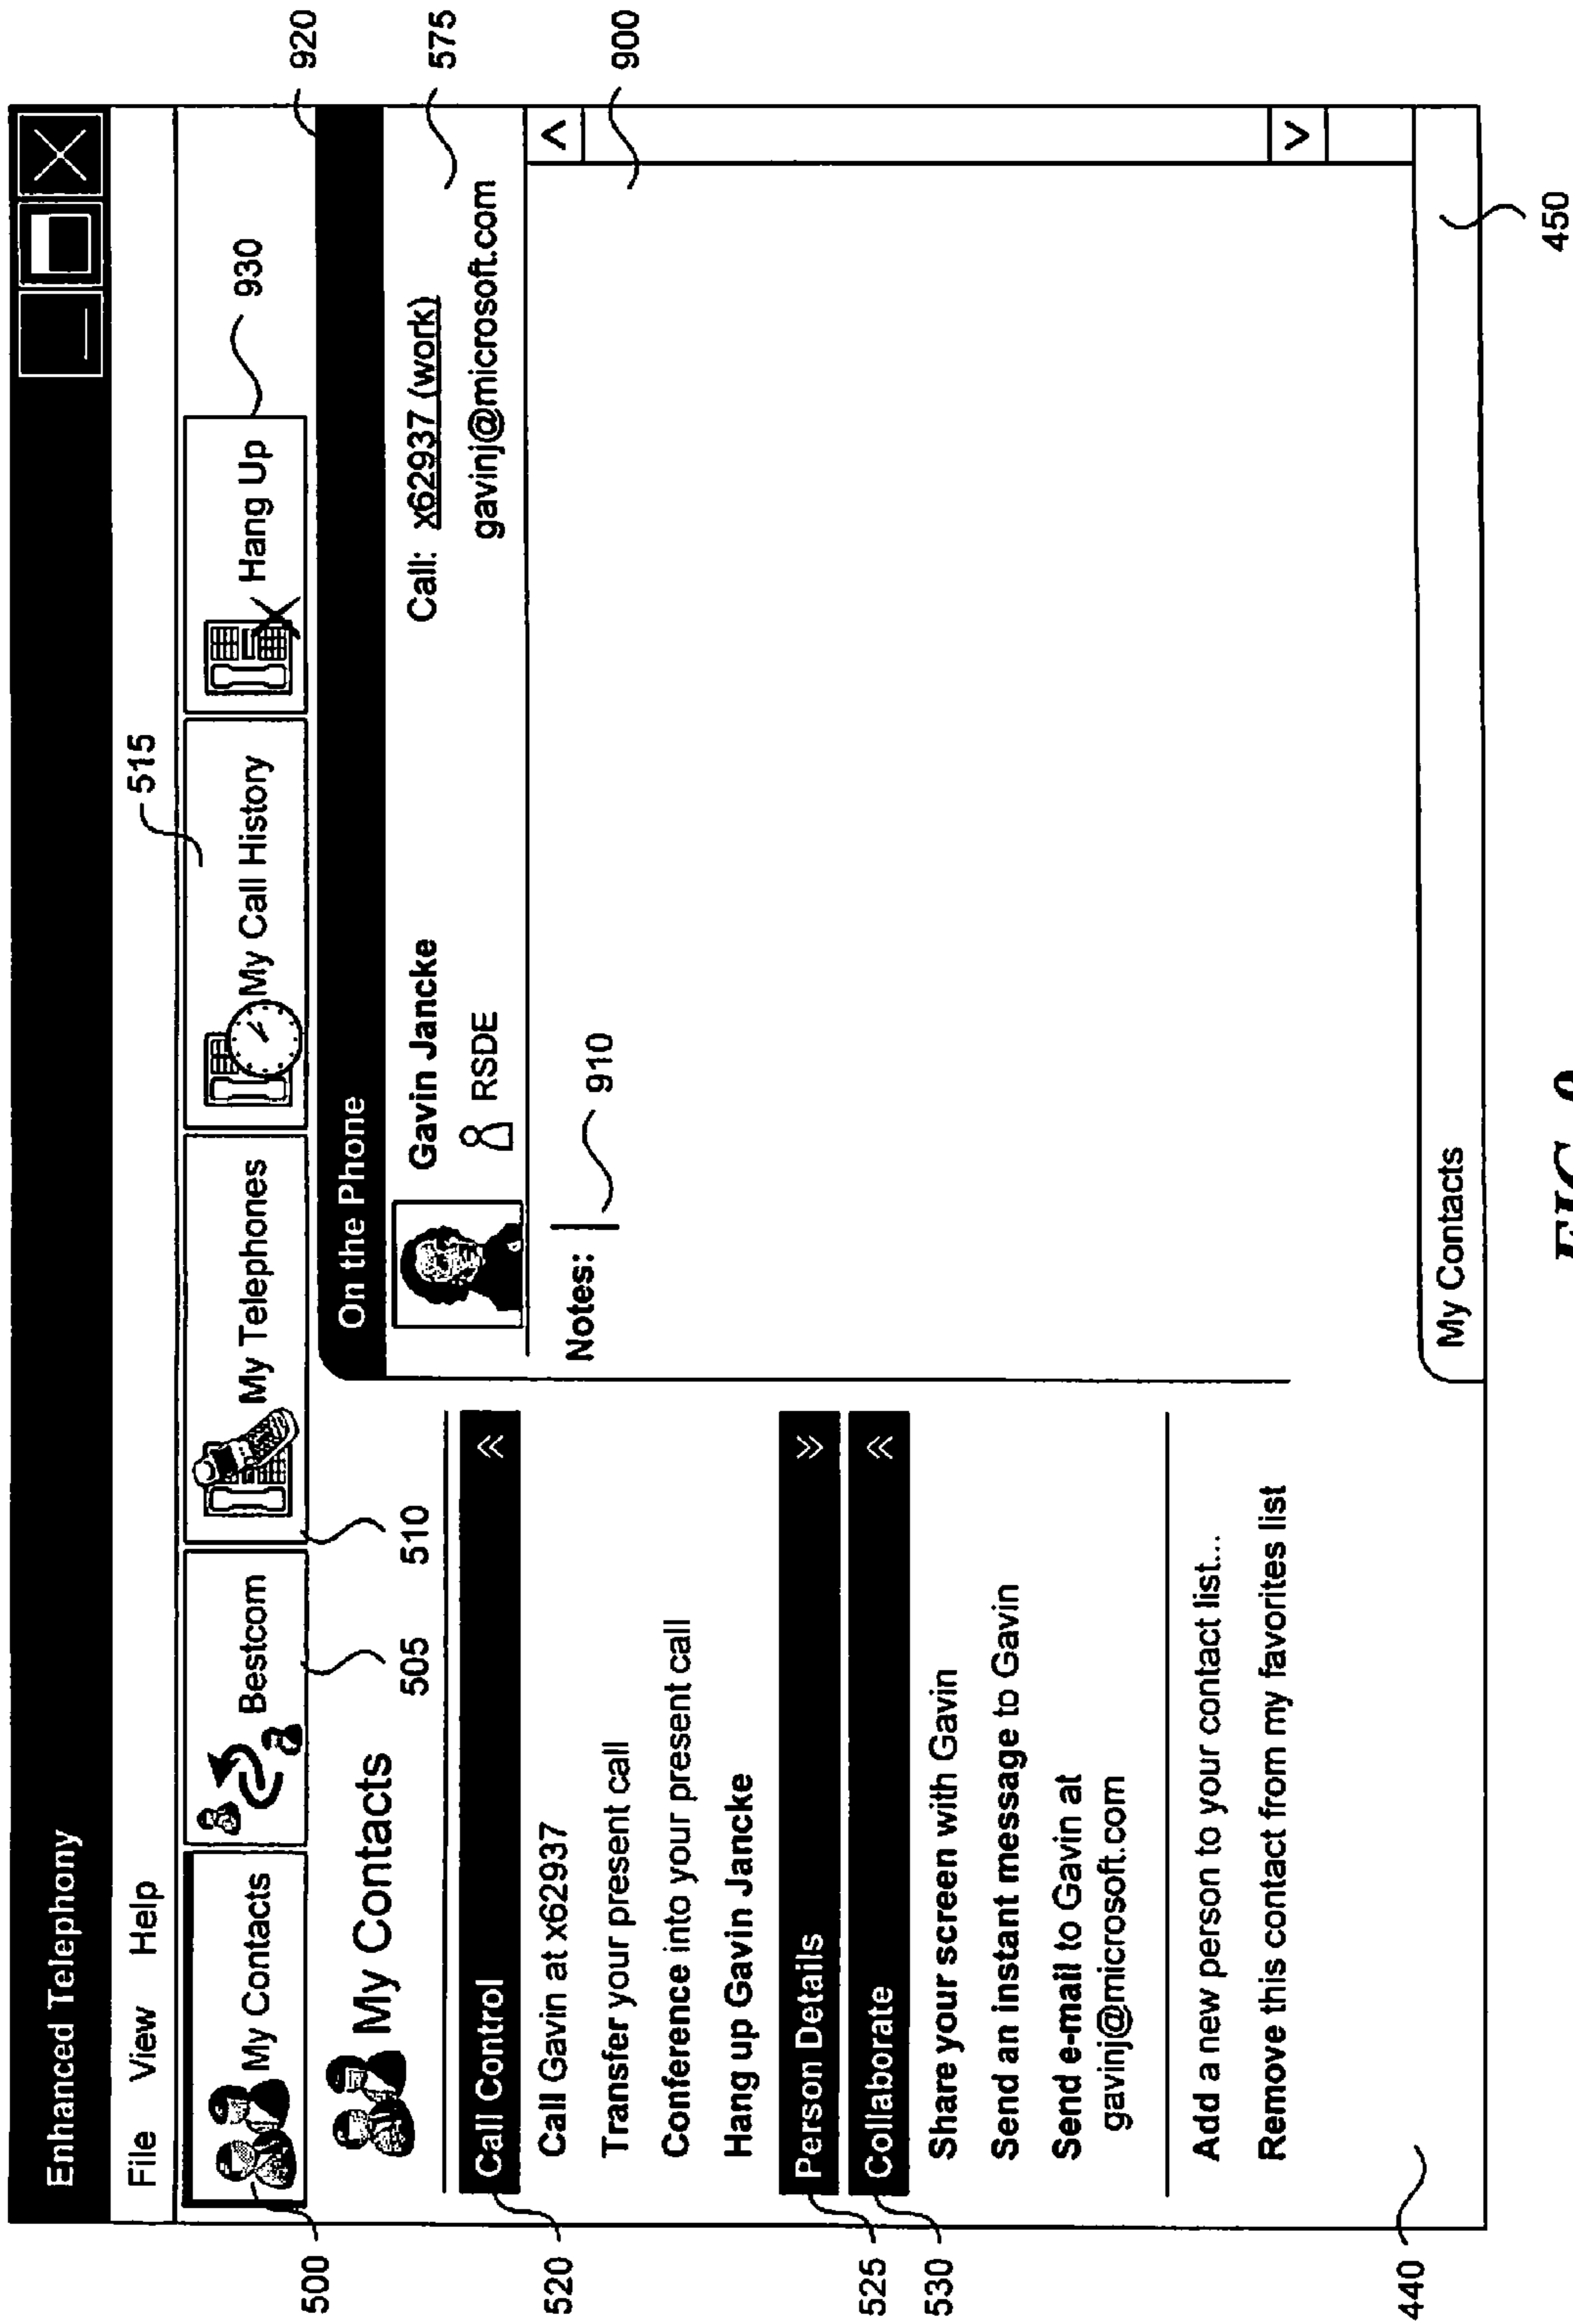 Enhanced Telephony
File View Help
515
930
920
My Contacts
Bestcom
My Telephones
My Call History
Hang Up
500
505
510
My Contacts
On the Phone
Gavin Jancke
RSDE
Call: x62937 (work)
gavinj@microsoft.com
575
Notes:
910
900
520
Call Control
Call Gavin at x62937
Transfer your present call
Conference into your present call
Hang up Gavin Jancke
525
Person Details
530
Collaborate
Share your screen with Gavin
Send an instant message to Gavin
Send e-mail to Gavin at
gavinj@microsoft.com
Add a new person to your contact list...
Remove this contact from my favorites list
440
My Contacts
450
FIG. 9